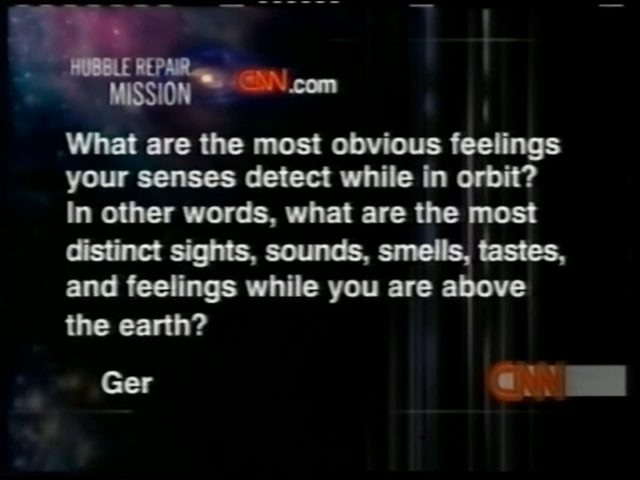 HUBBLE REPAIR
MISSION
CNN.com
What are the most obvious feelings
your senses detect while in orbit?
In other words, what are the most
distinct sights, sounds, smells, tastes,
and feelings while you are above
the earth?
Ger
CNN